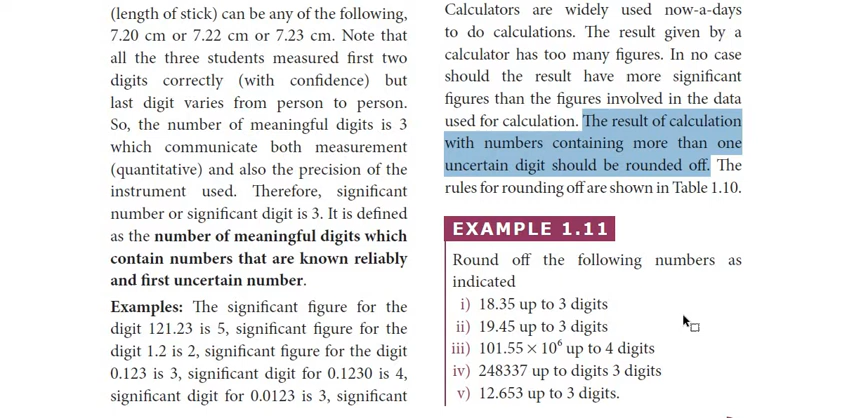 (length of stick) can be any of the following,
7.20 cm or 7.22 cm or 7.23 cm. Note that
all the three students measured first two
digits correctly (with confidence) but
last digit varies from person to person.
So, the number of meaningful digits is 3
which communicate both measurement
(quantitative) and also the precision of the
instrument used. Therefore, significant
number or significant digit is 3. It is defined
as the number of meaningful digits which
contain numbers that are known reliably
and first uncertain number.
Examples: The significant figure for the
digit 121.23 is 5, significant figure for the
digit 1.2 is 2, significant figure for the digit
0.123 is 3, significant digit for 0.1230 is 4,
significant digit for 0.0123 is 3, significant
Calculators are widely used now-a-days
to do calculations. The result given by a
calculator has too many figures. In no case
should the result have more significant
figures than the figures involved in the data
used for calculation. The result of calculation
with numbers containing more than one
uncertain digit should be rounded off. The
rules for rounding off are shown in Table 1.10.
EXAMPLE 1.11
Round off the following numbers as
indicated
i) 18.35 up to 3 digits
ii) 19.45 up to 3 digits
iii) 101.55 × 10⁶ up to 4 digits
iv) 248337 up to digits 3 digits
v) 12.653 up to 3 digits.